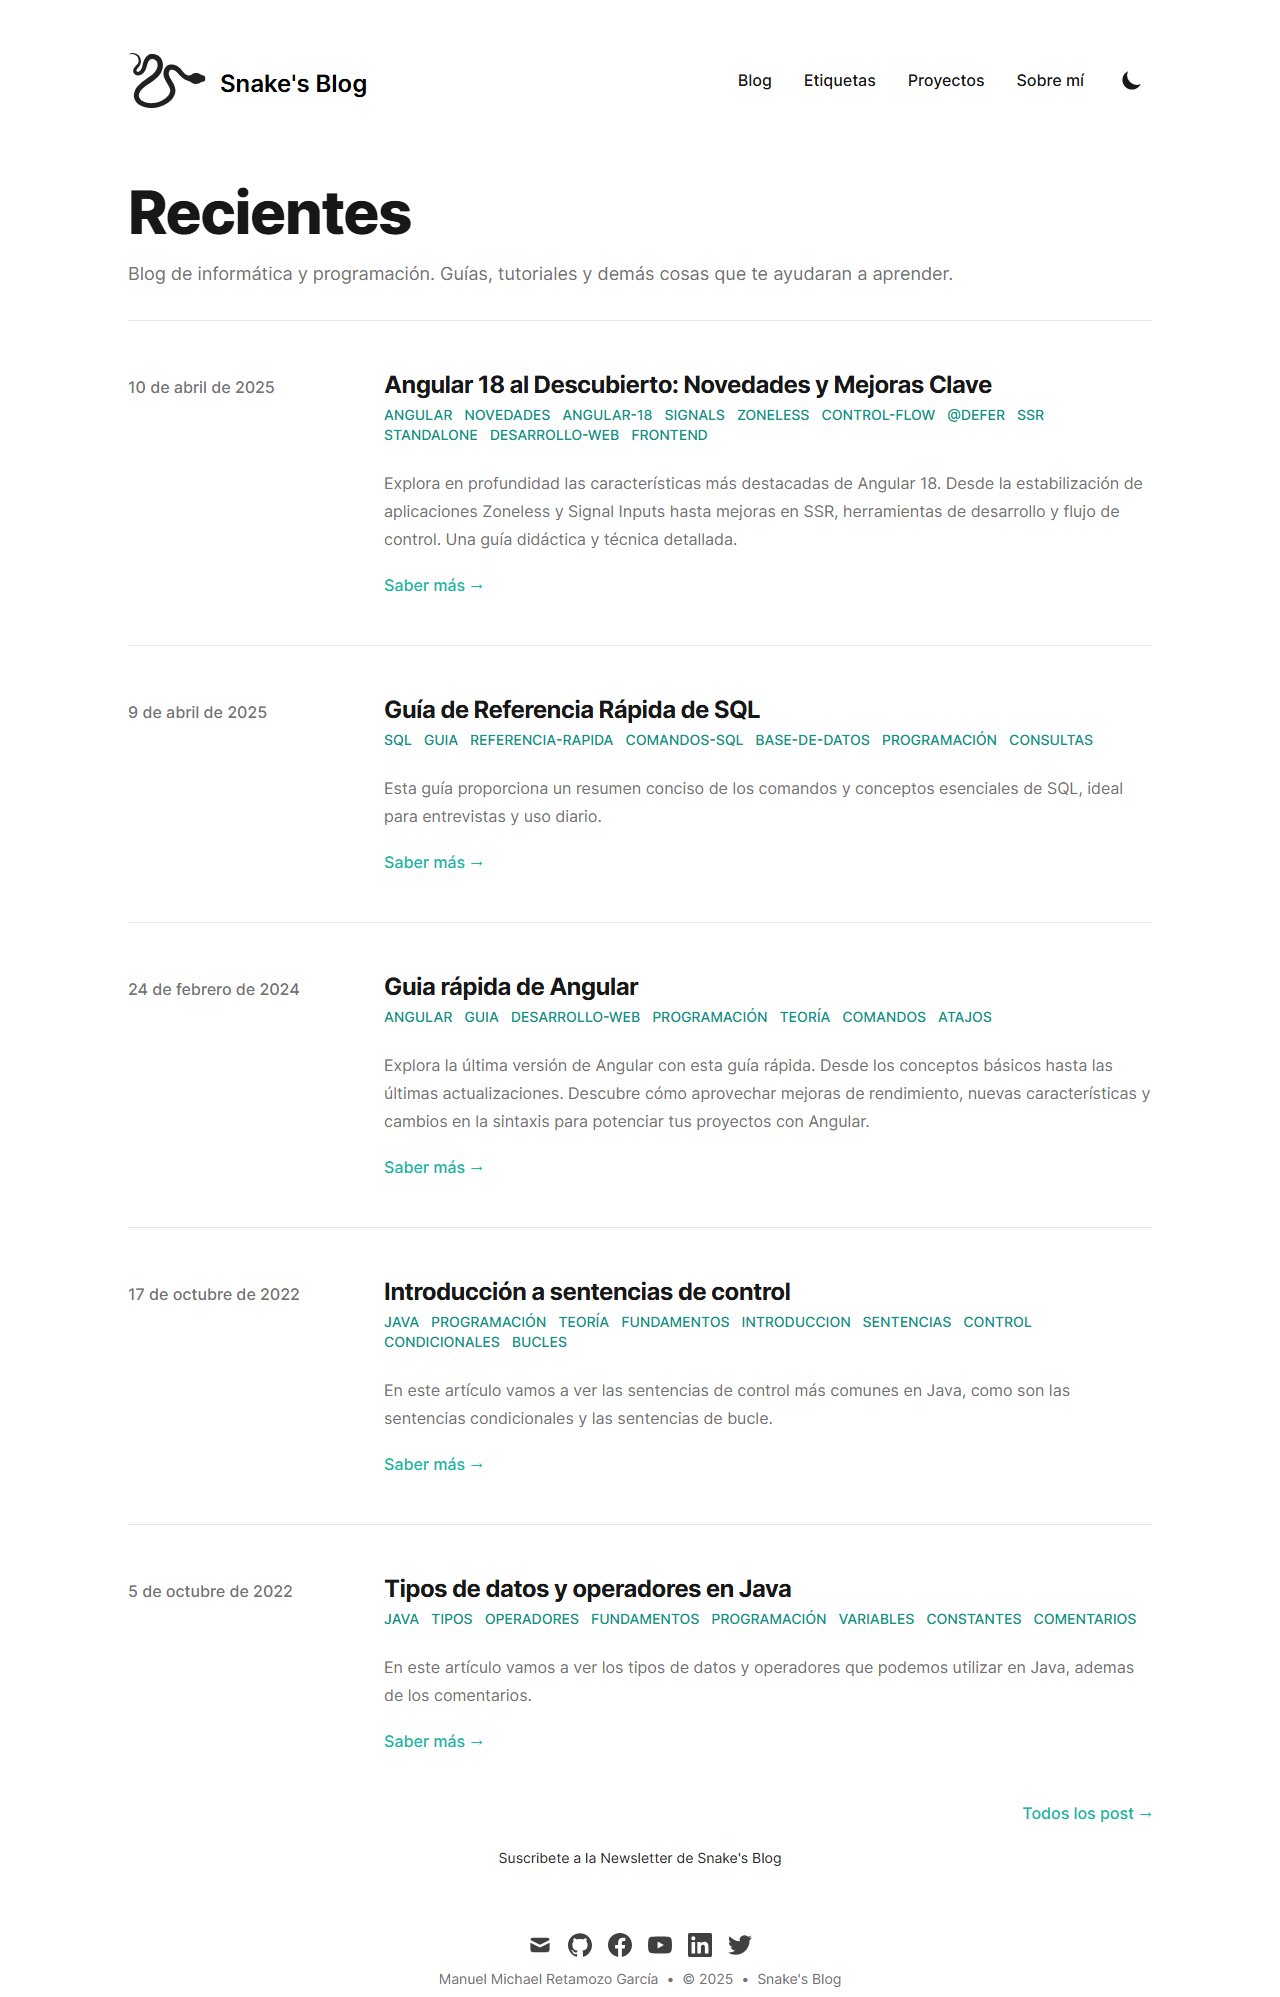 Snake's Blog
Blog Etiquetas Proyectos Sobre mí
Recientes
Blog de informática y programación. Guías, tutoriales y demás cosas que te ayudaran a aprender.
10 de abril de 2025
Angular 18 al Descubierto: Novedades y Mejoras Clave
ANGULAR NOVEDADES ANGULAR-18 SIGNALS ZONELESS CONTROL-FLOW @DEFER SSR
STANDALONE DESARROLLO-WEB FRONTEND
Explora en profundidad las características más destacadas de Angular 18. Desde la estabilización de
aplicaciones Zoneless y Signal Inputs hasta mejoras en SSR, herramientas de desarrollo y flujo de
control. Una guía didáctica y técnica detallada.
Saber más →
9 de abril de 2025
Guía de Referencia Rápida de SQL
SQL GUIA REFERENCIA-RAPIDA COMANDOS-SQL BASE-DE-DATOS PROGRAMACIÓN CONSULTAS
Esta guía proporciona un resumen conciso de los comandos y conceptos esenciales de SQL, ideal
para entrevistas y uso diario.
Saber más →
24 de febrero de 2024
Guia rápida de Angular
ANGULAR GUIA DESARROLLO-WEB PROGRAMACIÓN TEORÍA COMANDOS ATAJOS
Explora la última versión de Angular con esta guía rápida. Desde los conceptos básicos hasta las
últimas actualizaciones. Descubre cómo aprovechar mejoras de rendimiento, nuevas características y
cambios en la sintaxis para potenciar tus proyectos con Angular.
Saber más →
17 de octubre de 2022
Introducción a sentencias de control
JAVA PROGRAMACIÓN TEORÍA FUNDAMENTOS INTRODUCCION SENTENCIAS CONTROL
CONDICIONALES BUCLES
En este artículo vamos a ver las sentencias de control más comunes en Java, como son las
sentencias condicionales y las sentencias de bucle.
Saber más →
5 de octubre de 2022
Tipos de datos y operadores en Java
JAVA TIPOS OPERADORES FUNDAMENTOS PROGRAMACIÓN VARIABLES CONSTANTES COMENTARIOS
En este artículo vamos a ver los tipos de datos y operadores que podemos utilizar en Java, ademas
de los comentarios.
Saber más →
Todos los post →
Suscribete a la Newsletter de Snake's Blog
Manuel Michael Retamozo García • © 2025 • Snake's Blog